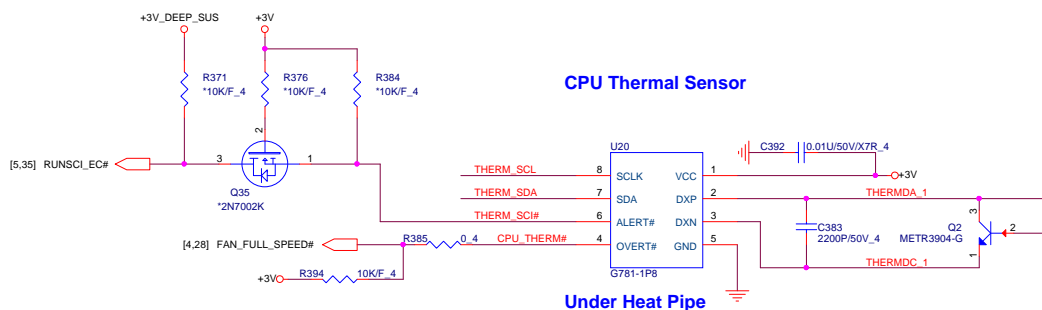 +3V_DEEP_SUS
+3V
R371
*10K/F_4
R376
*10K/F_4
R384
*10K/F_4
CPU Thermal Sensor
2
[5,35] RUNSCI_EC#
3
1
Q35
*2N7002K
U20
C392
0.01U/50V/X7R_4
THERM_SCL
8
SCLK
VCC
1
+3V
THERM_SDA
7
SDA
DXP
2
THERMDA_1
THERM_SCI#
6
ALERT#
DXN
3
C383
2200P/50V_4
3
Q2
METR3904-G
2
1
[4,28] FAN_FULL_SPEED#
R385
0_4
CPU_THERM#
4
OVERT#
GND
5
THERMDC_1
+3V
R394
10K/F_4
G781-1P8
Under Heat Pipe